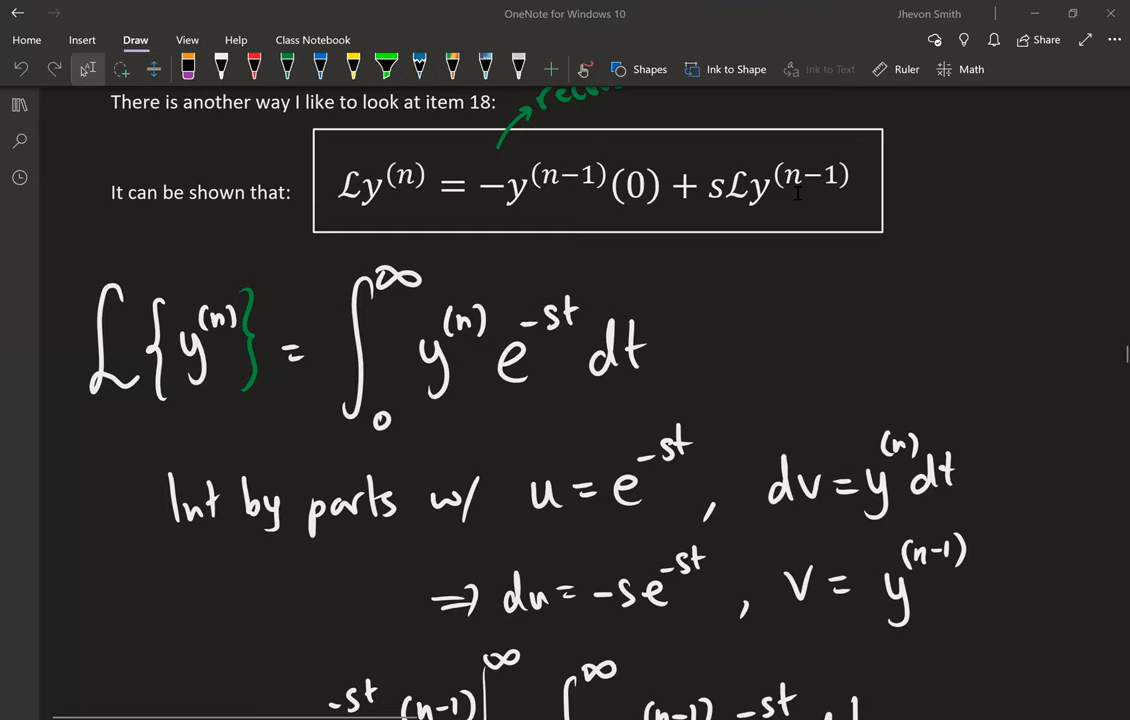 OneNote for Windows 10
Jhevon Smith
Home Insert Draw View Help Class Notebook
Share
Shapes Ink to Shape Ink to Text Ruler Math
There is another way I like to look at item 18:
It can be shown that: ℒy⁽ⁿ⁾ = −y⁽ⁿ⁻¹⁾(0) + sℒy⁽ⁿ⁻¹⁾
ℒ{y⁽ⁿ⁾} = ∫₀^∞ y⁽ⁿ⁾ e^(-st) dt
Int by parts w/ u = e^(-st) , dv = y⁽ⁿ⁾dt
⇒ du = -se^(-st) , v = y⁽ⁿ⁻¹⁾